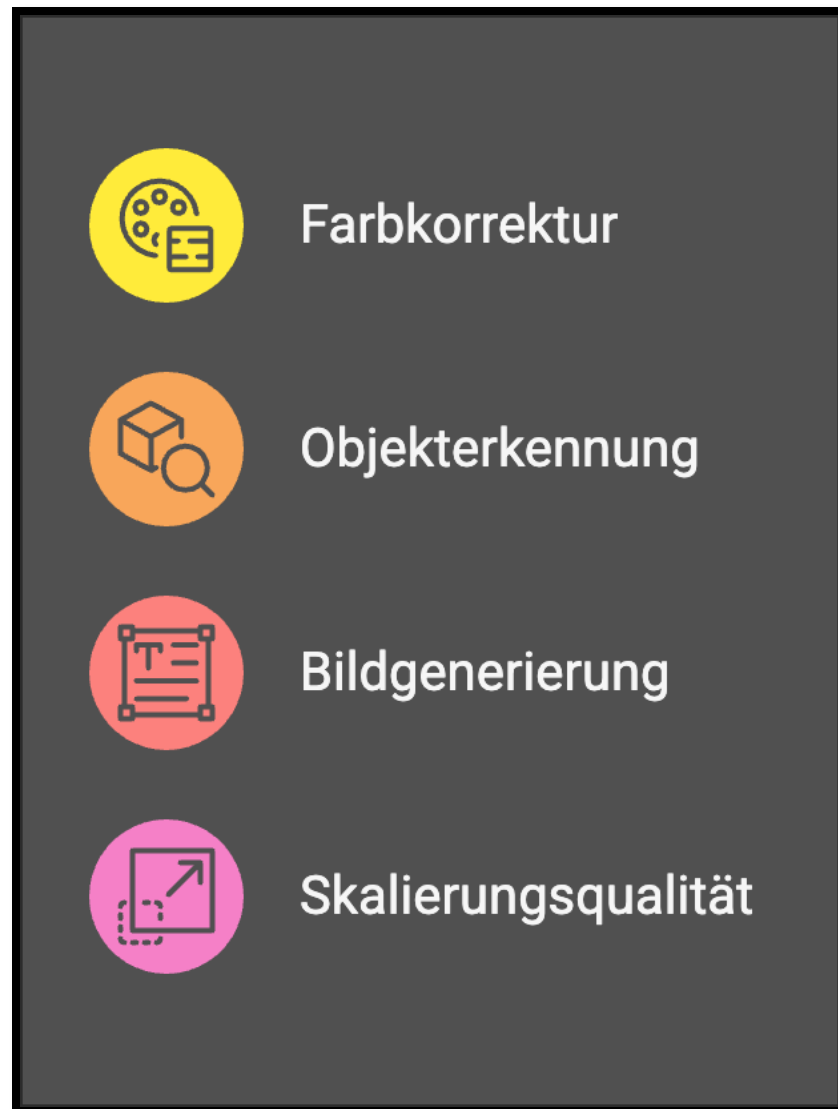 Farbkorrektur
Objekterkennung
Bildgenerierung
Skalierungsqualität